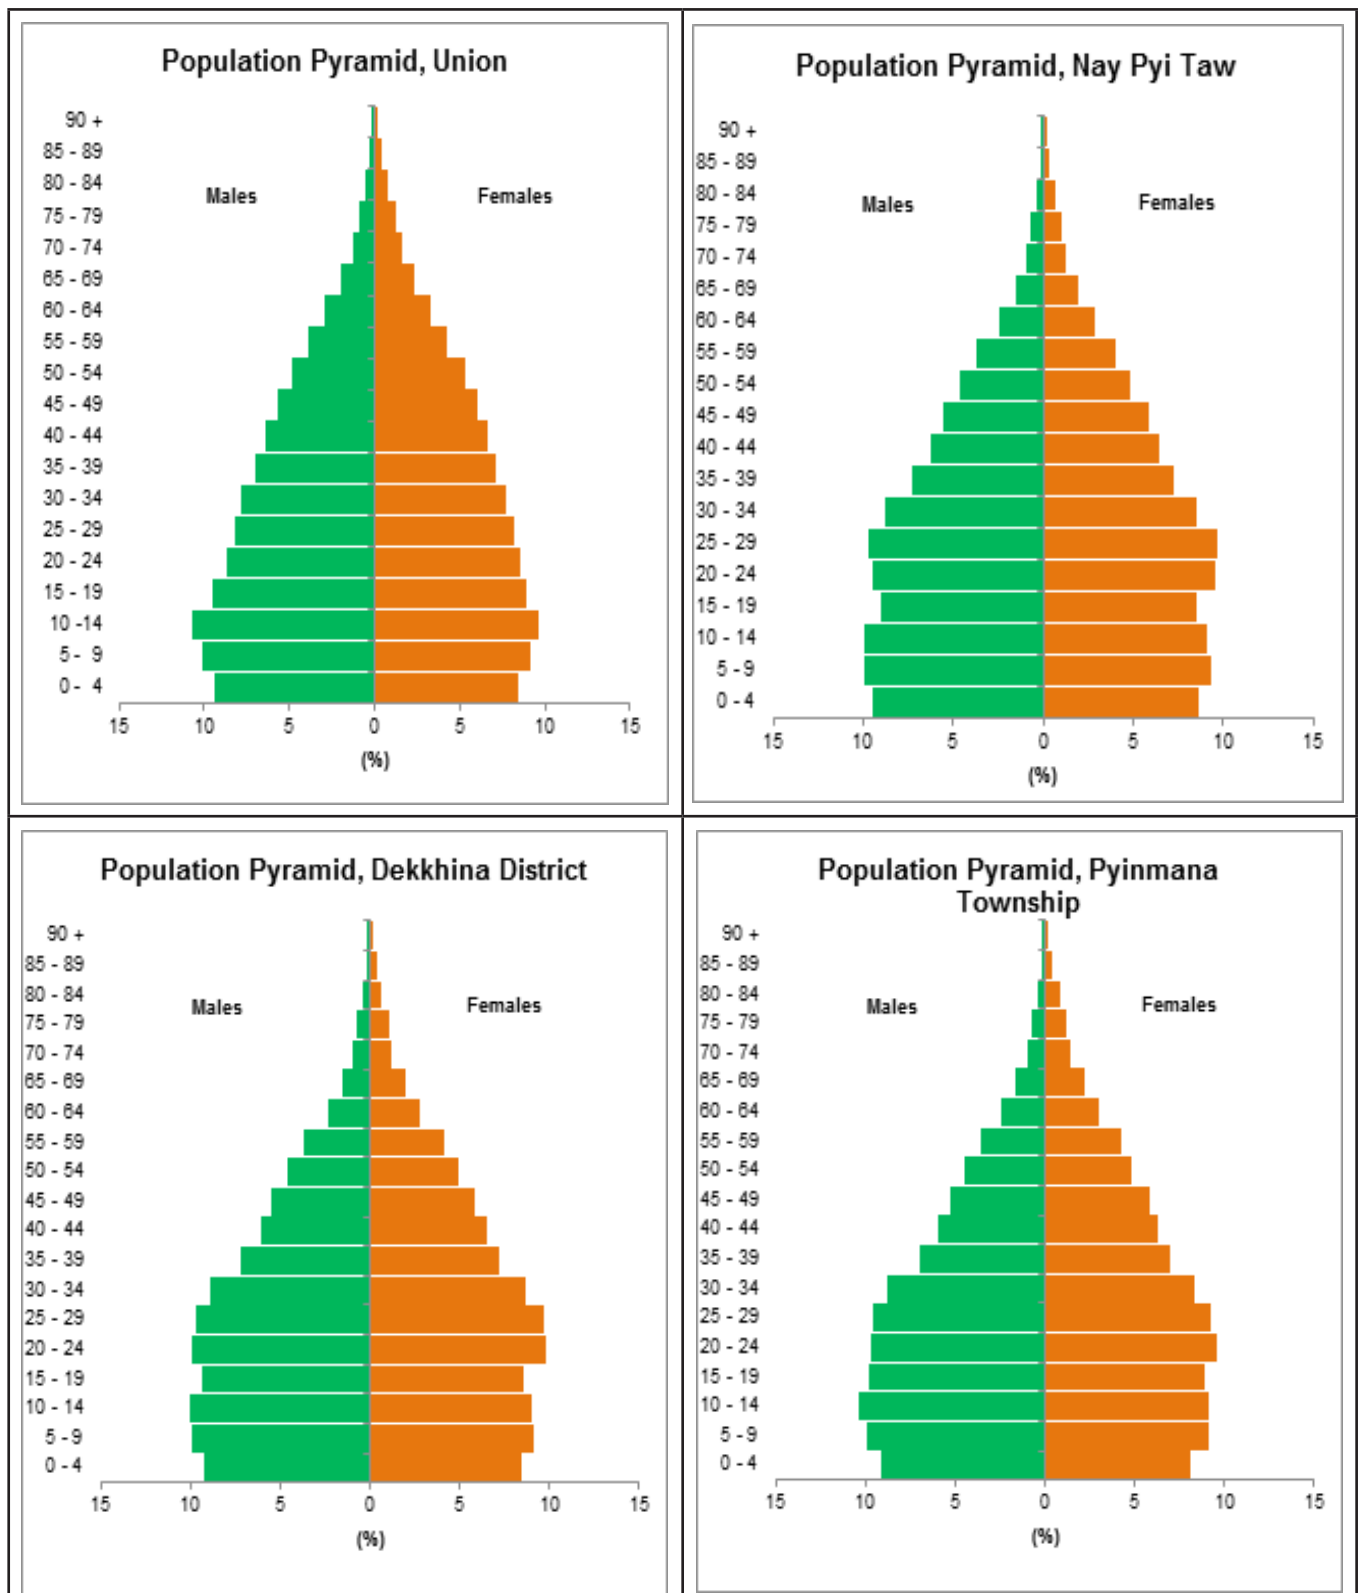 Population Pyramid, Union
90 +
85 - 89
80 - 84
75 - 79
70 - 74
65 - 69
60 - 64
55 - 59
50 - 54
45 - 49
40 - 44
35 - 39
30 - 34
25 - 29
20 - 24
15 - 19
10 -14
5 - 9
0 - 4
Males
Females
15 10 5 0 5 10 15
(%)
Population Pyramid, Nay Pyi Taw
90 +
85 - 89
80 - 84
75 - 79
70 - 74
65 - 69
60 - 64
55 - 59
50 - 54
45 - 49
40 - 44
35 - 39
30 - 34
25 - 29
20 - 24
15 - 19
10 - 14
5 - 9
0 - 4
Males
Females
15 10 5 0 5 10 15
(%)
Population Pyramid, Dekkhina District
90 +
85 - 89
80 - 84
75 - 79
70 - 74
65 - 69
60 - 64
55 - 59
50 - 54
45 - 49
40 - 44
35 - 39
30 - 34
25 - 29
20 - 24
15 - 19
10 - 14
5 - 9
0 - 4
Males
Females
15 10 5 0 5 10 15
(%)
Population Pyramid, Pyinmana
Township
90 +
85 - 89
80 - 84
75 - 79
70 - 74
65 - 69
60 - 64
55 - 59
50 - 54
45 - 49
40 - 44
35 - 39
30 - 34
25 - 29
20 - 24
15 - 19
10 - 14
5 - 9
0 - 4
Males
Females
15 10 5 0 5 10 15
(%)